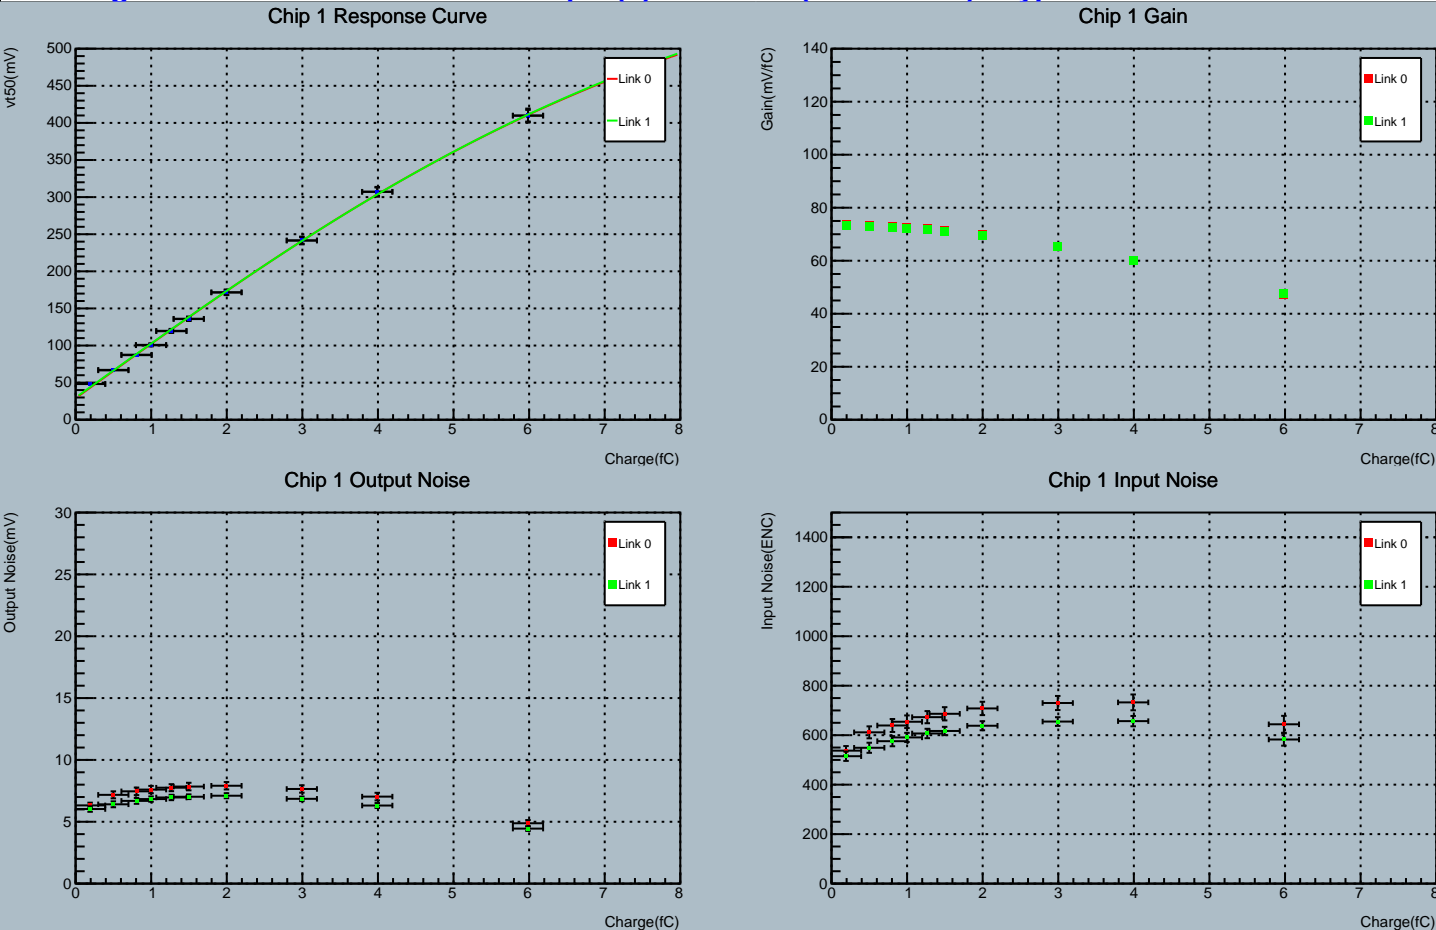 Chip 1 Response Curve
vt50(mV)
500
450
400
350
300
250
200
150
100
50
0
0 1 2 3 4 5 6 7 8
Charge(fC)
Link 0
Link 1
Chip 1 Gain
Gain(mV/fC)
140
120
100
80
60
40
20
0
0 1 2 3 4 5 6 7 8
Charge(fC)
Link 0
Link 1
Chip 1 Output Noise
Output Noise(mV)
30
25
20
15
10
5
0
0 1 2 3 4 5 6 7 8
Charge(fC)
Link 0
Link 1
Chip 1 Input Noise
Input Noise(ENC)
1400
1200
1000
800
600
400
200
0
0 1 2 3 4 5 6 7 8
Charge(fC)
Link 0
Link 1